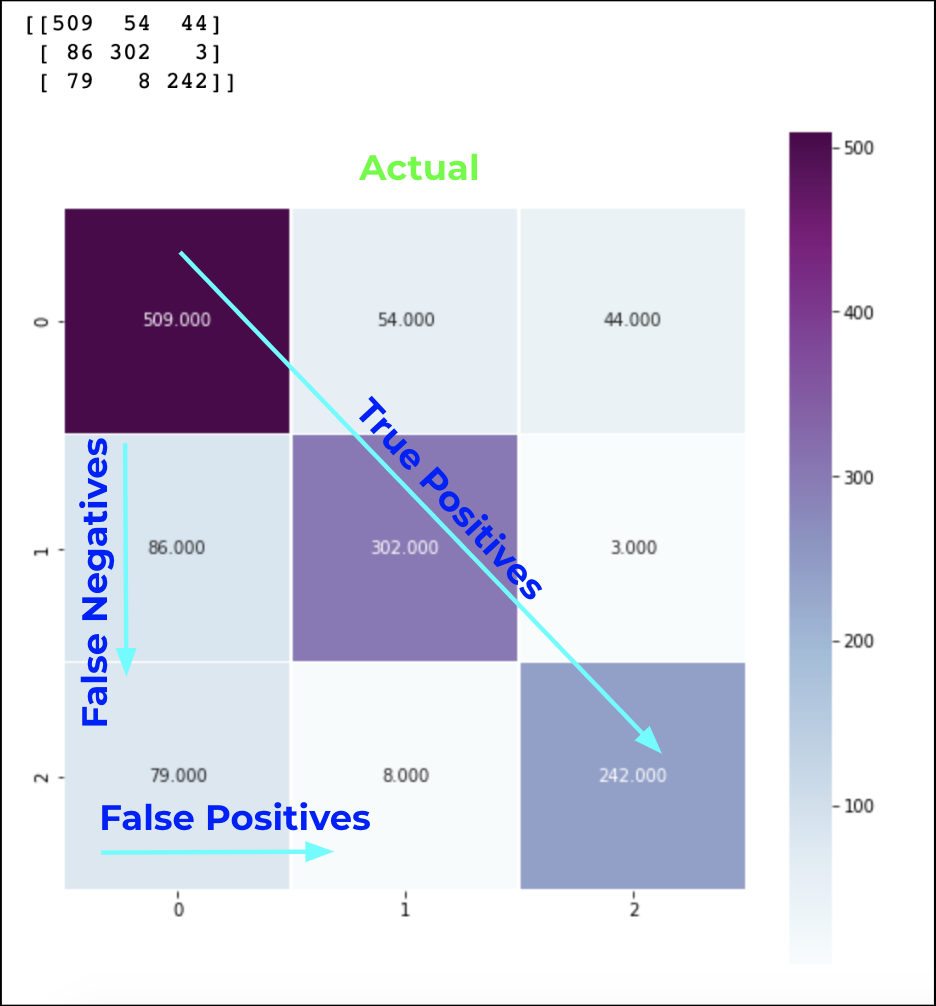 [[509 54 44]
[ 86 302 3]
[ 79 8 242]]
Actual
500
400
300
200
100
0
509.000
54.000
44.000
True Positives
False Negatives
1
86.000
302.000
3.000
2
79.000
8.000
242.000
False Positives
0
1
2